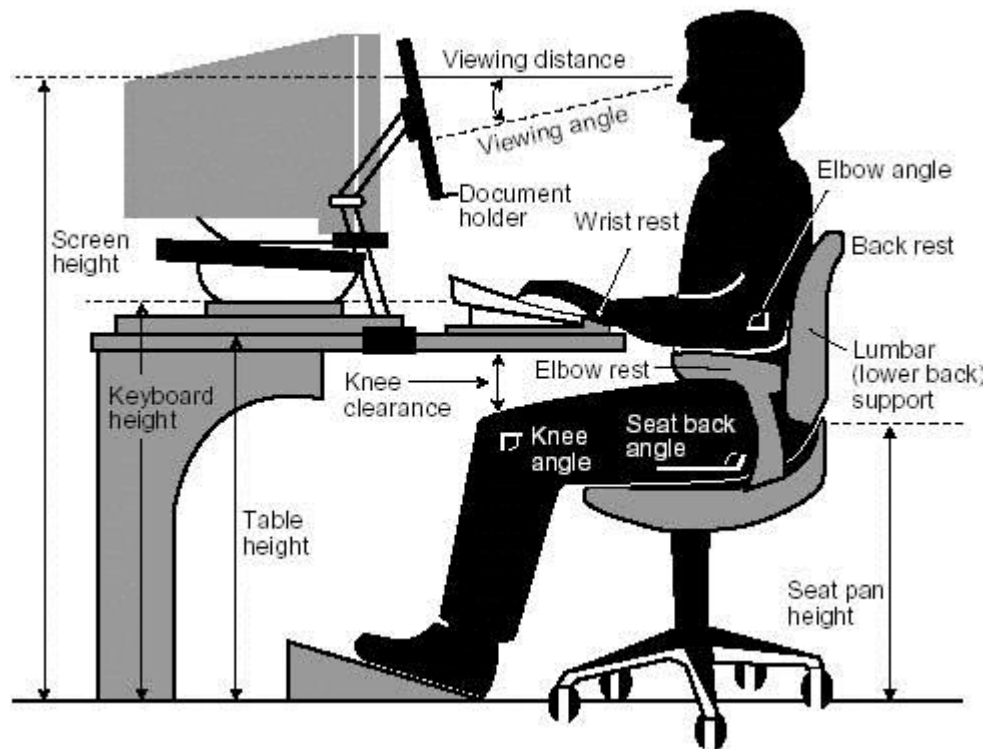 Viewing distance
Viewing angle
Document
holder
Elbow angle
Wrist rest
Back rest
Screen
height
Keyboard
height
Knee
clearance
Elbow rest
Lumbar
(lower back)
support
Knee
angle
Seat back
angle
Table
height
Seat pan
height